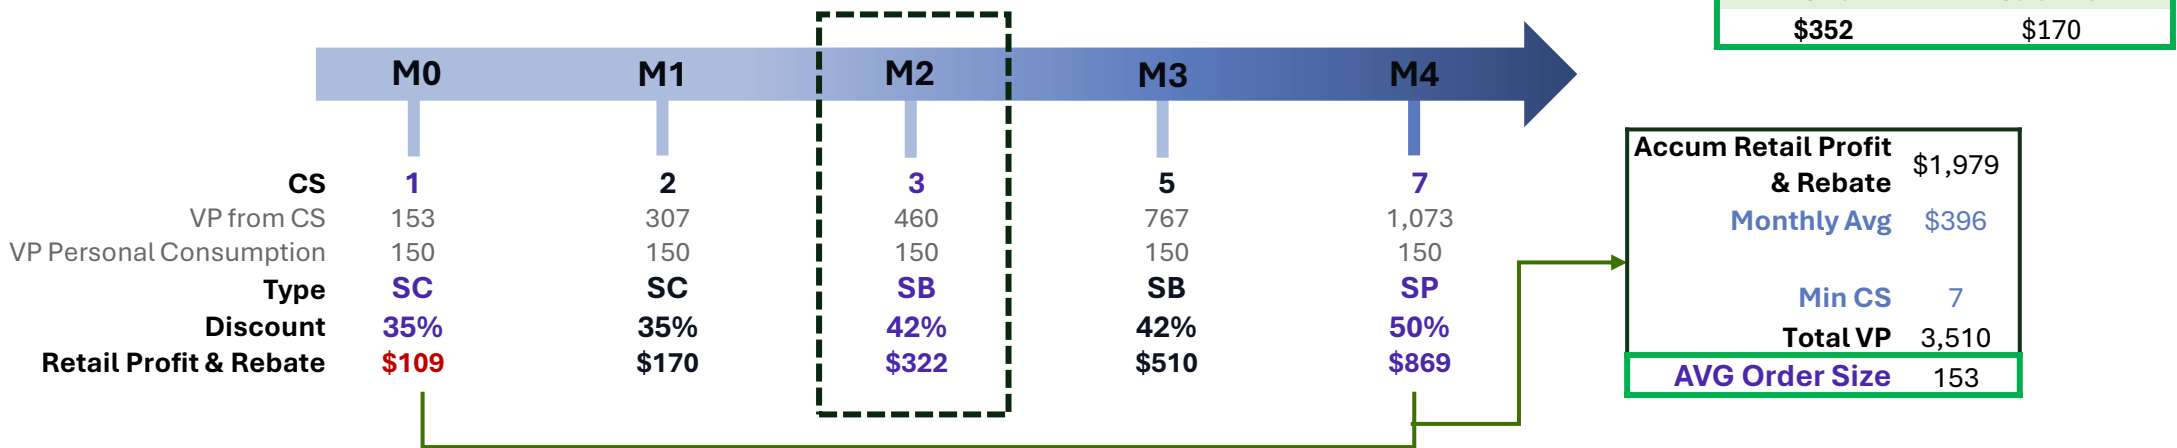 $352 $170
M0 M1 M2 M3 M4
CS 1 2 3 5 7
VP from CS 153 307 460 767 1,073
VP Personal Consumption 150 150 150 150 150
Type SC SC SB SB SP
Discount 35% 35% 42% 42% 50%
Retail Profit & Rebate $109 $170 $322 $510 $869
Accum Retail Profit
& Rebate $1,979
Monthly Avg $396
Min CS 7
Total VP 3,510
AVG Order Size 153